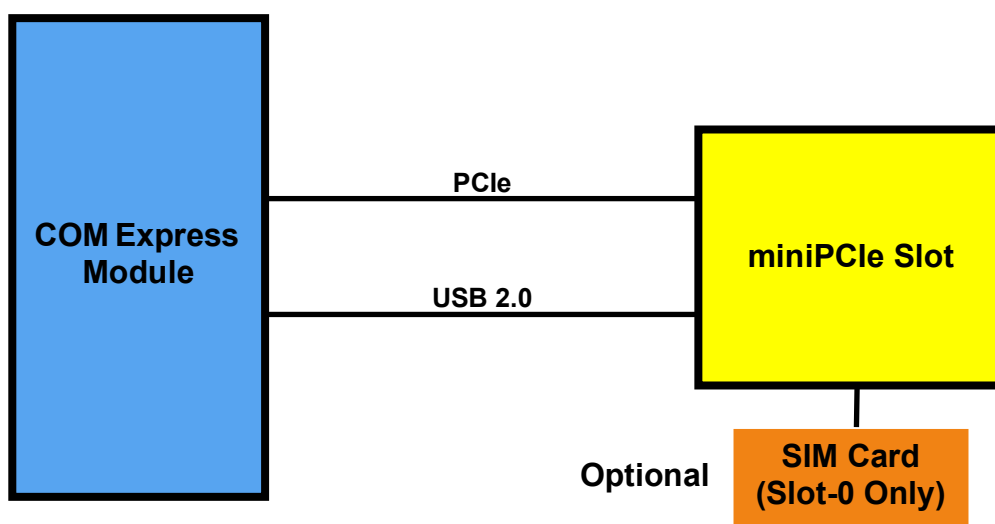 PCIe
COM Express
Module
miniPCIe Slot
USB 2.0
Optional
SIM Card
(Slot-0 Only)